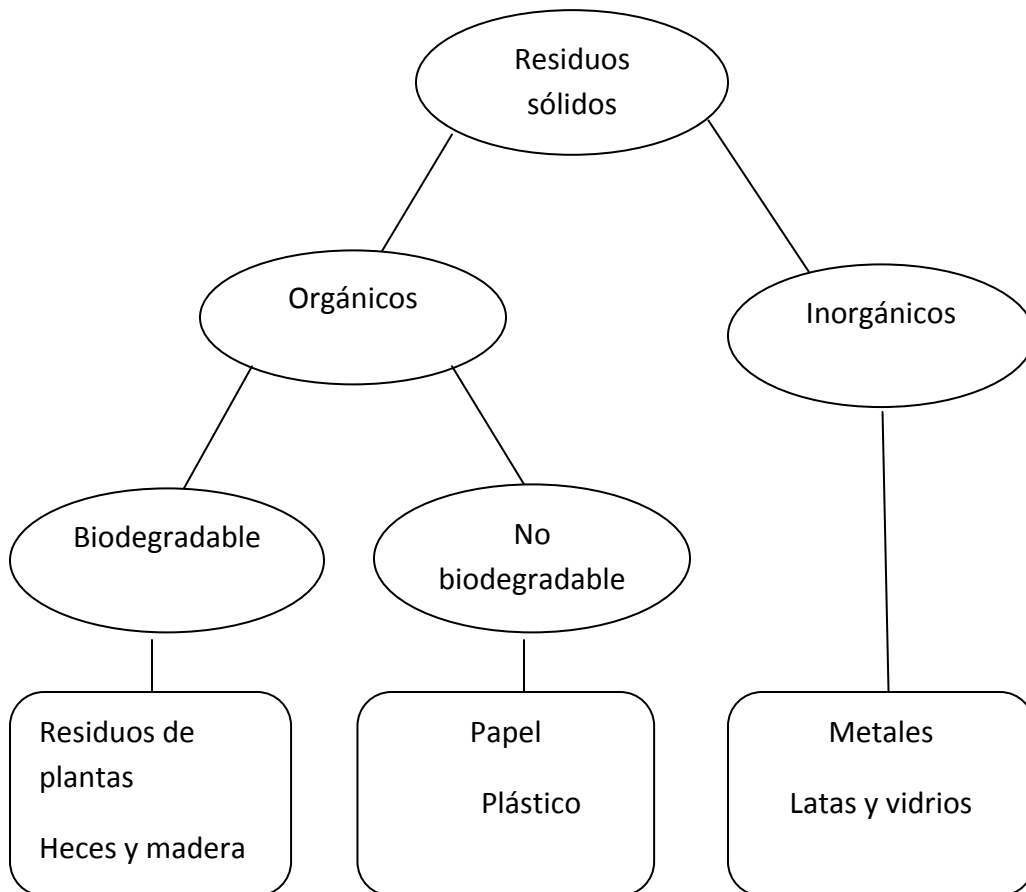 Residuos
sólidos
Orgánicos
Inorgánicos
Biodegradable
No
biodegradable
Residuos de
plantas
Heces y madera
Papel
Plástico
Metales
Latas y vidrios